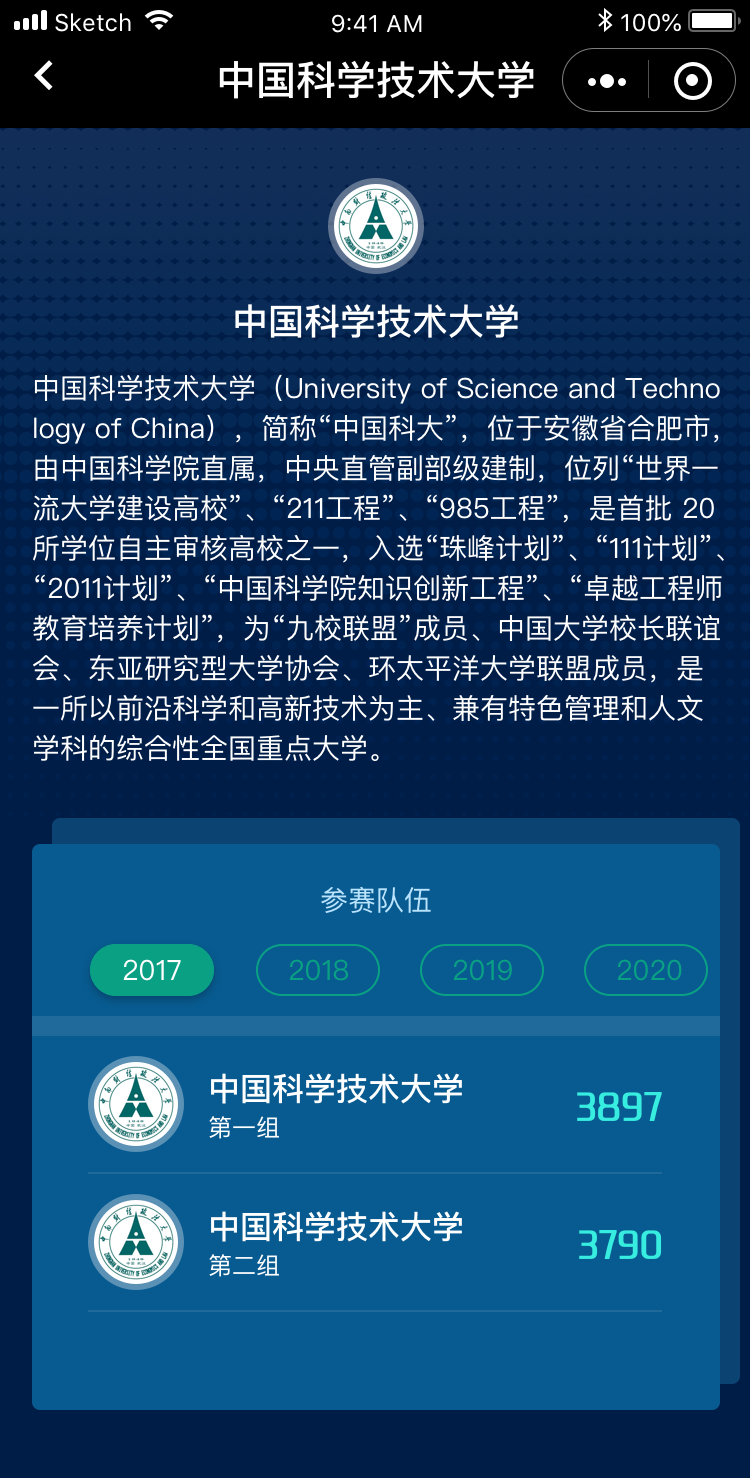 Sketch 9:41 AM 100%
中国科学技术大学
中国科学技术大学
中国科学技术大学（University of Science and Techno
logy of China），简称“中国科大”，位于安徽省合肥市，
由中国科学院直属，中央直管副部级建制，位列“世界一
流大学建设高校”、“211工程”、“985工程”，是首批 20
所学位自主审核高校之一，入选“珠峰计划”、“111计划”、
“2011计划”、“中国科学院知识创新工程”、“卓越工程师
教育培养计划”，为“九校联盟”成员、中国大学校长联谊
会、东亚研究型大学协会、环太平洋大学联盟成员，是
一所以前沿科学和高新技术为主、兼有特色管理和人文
学科的综合性全国重点大学。
参赛队伍
2017 2018 2019 2020
中国科学技术大学
第一组
3897
中国科学技术大学
第二组
3790